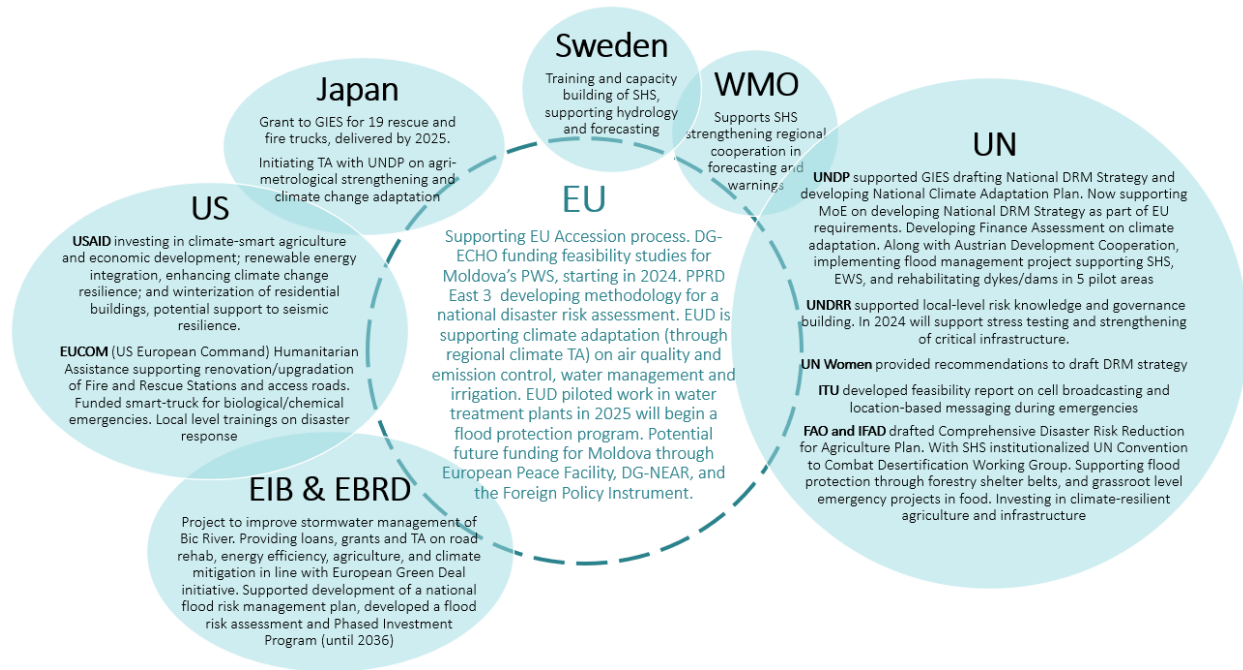 Sweden
Training and capacity
building of SHS,
supporting hydrology
and forecasting
WMO
Supports SHS
strengthening regional
cooperation in
forecasting and
warnings
Japan
Grant to GIES for 19 rescue and
fire trucks, delivered by 2025.
Initiating TA with UNDP on agri-
metrological strengthening and
climate change adaptation
US
USAID investing in climate-smart agriculture
and economic development; renewable energy
integration, enhancing climate change
resilience; and winterization of residential
buildings, potential support to seismic
resilience.
EUCOM (US European Command) Humanitarian
Assistance supporting renovation/upgradation
of Fire and Rescue Stations and access roads.
Funded smart-truck for biological/chemical
emergencies. Local level trainings on disaster
response
EU
Supporting EU Accession process. DG-
ECHO funding feasibility studies for
Moldova's PWS, starting in 2024. PPRD
East 3 developing methodology for a
national disaster risk assessment. EUD is
supporting climate adaptation (through
regional climate TA) on air quality and
emission control, water management and
irrigation. EUD piloted work in water
treatment plants in 2025 will begin a
flood protection program. Potential
future funding for Moldova through
European Peace Facility, DG-NEAR, and
the Foreign Policy Instrument.
UN
UNDP supported GIES drafting National DRM Strategy and
developing National Climate Adaptation Plan. Now supporting
MoE on developing National DRM Strategy as part of EU
requirements. Developing Finance Assessment on climate
adaptation. Along with Austrian Development Cooperation,
implementing flood management project supporting SHS,
EWS, and rehabilitating dykes/dams in 5 pilot areas
UNDRR supported local-level risk knowledge and governance
building. In 2024 will support stress testing and strengthening
of critical infrastructure.
UN Women provided recommendations to draft DRM strategy
ITU developed feasibility report on cell broadcasting and
location-based messaging during emergencies
FAO and IFAD drafted Comprehensive Disaster Risk Reduction
for Agriculture Plan. With SHS institutionalized UN Convention
to Combat Desertification Working Group. Supporting flood
protection through forestry shelter belts, and grassroot level
emergency projects in food. Investing in climate-resilient
agriculture and infrastructure
EIB & EBRD
Project to improve stormwater management of
Bic River. Providing loans, grants and TA on road
rehab, energy efficiency, agriculture, and climate
mitigation in line with European Green Deal
initiative. Supported development of a national
flood risk management plan, developed a flood
risk assessment and Phased Investment
Program (until 2036)